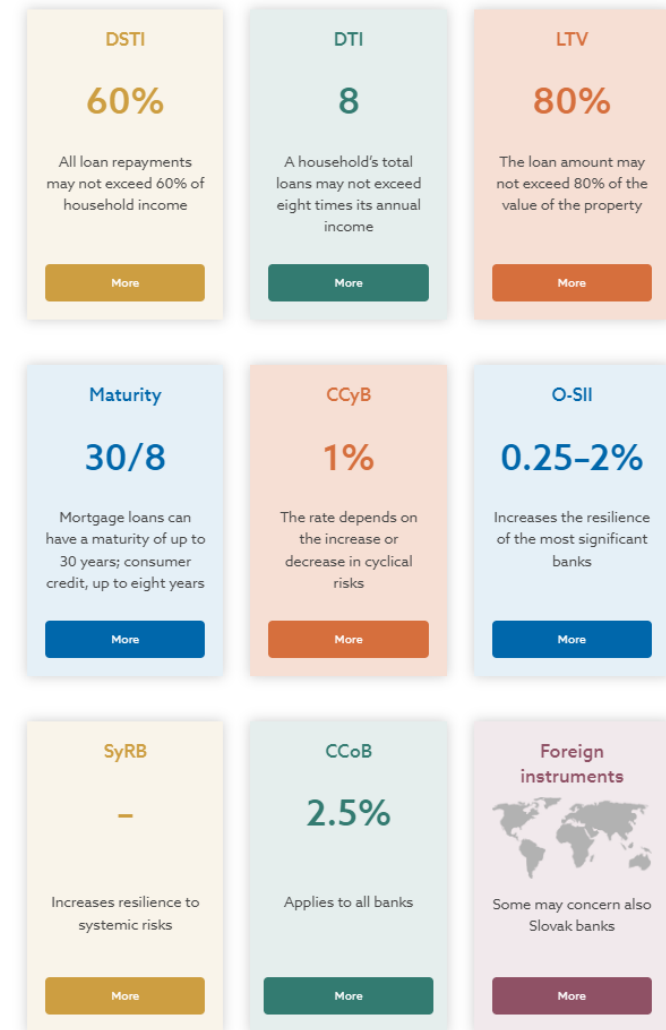 DSTI
60%
All loan repayments
may not exceed 60% of
household income
More
DTI
8
A household's total
loans may not exceed
eight times its annual
income
More
LTV
80%
The loan amount may
not exceed 80% of the
value of the property
More
Maturity
30/8
Mortgage loans can
have a maturity of up to
30 years; consumer
credit, up to eight years
More
CCyB
1%
The rate depends on
the increase or
decrease in cyclical
risks
More
O-SII
0.25–2%
Increases the resilience
of the most significant
banks
More
SyRB
–
Increases resilience to
systemic risks
More
CCoB
2.5%
Applies to all banks
More
Foreign
instruments
Some may concern also
Slovak banks
More